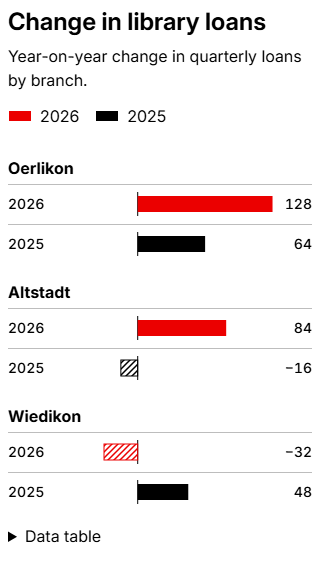 Change in library loans
Year-on-year change in quarterly loans
by branch.
2026 2025
Oerlikon
2026 128
2025 64
Altstadt
2026 84
2025 −16
Wiedikon
2026 −32
2025 48
Data table